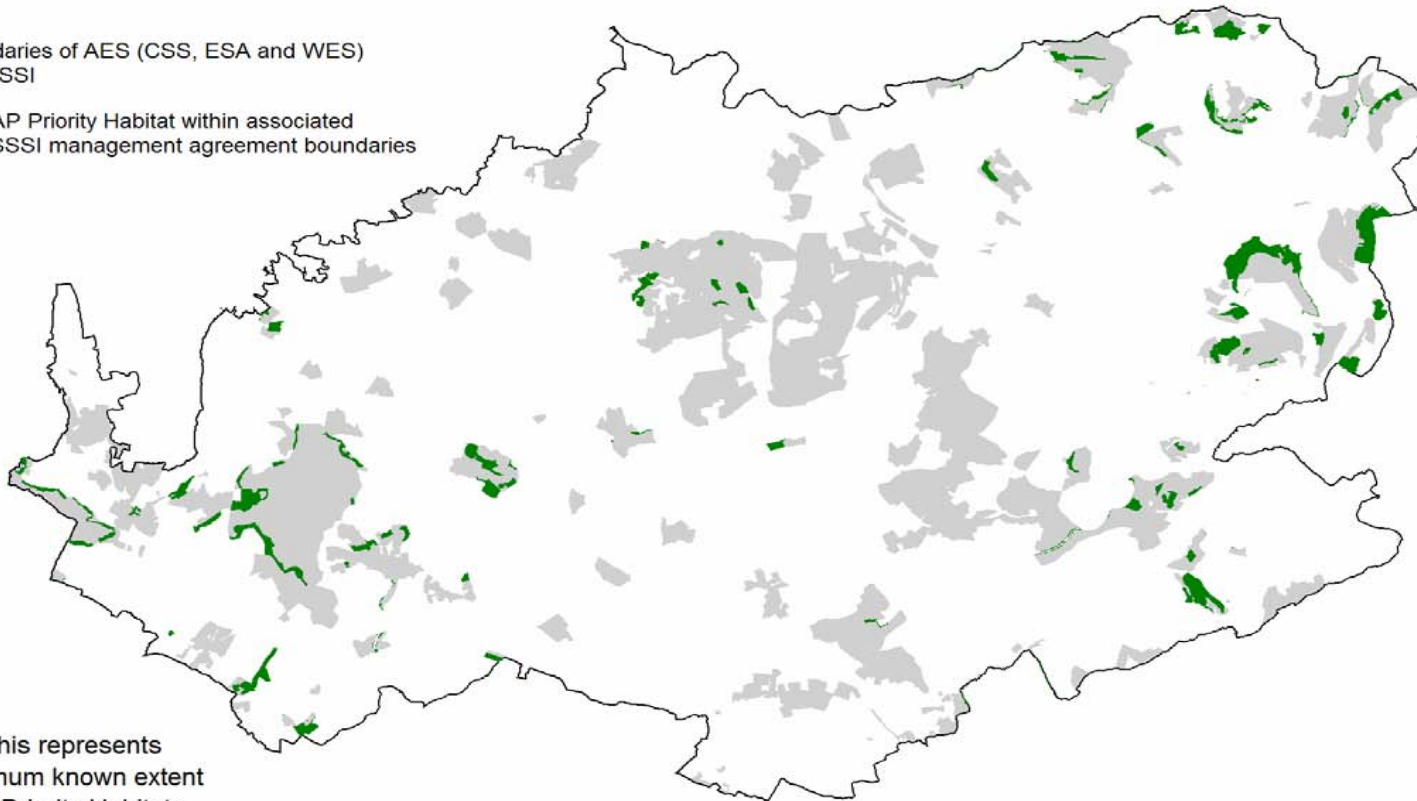 daries of AES (CSS, ESA and WES)
SSI
AP Priority Habitat within associated
SSSI management agreement boundaries
his represents
num known extent